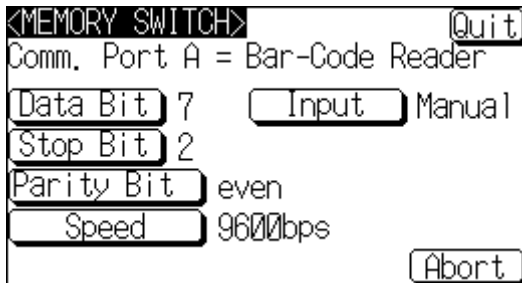 <MEMORY SWITCH> Quit
Comm. Port A = Bar-Code Reader
Data Bit 7 Input Manual
Stop Bit 2
Parity Bit even
Speed 9600bps
Abort